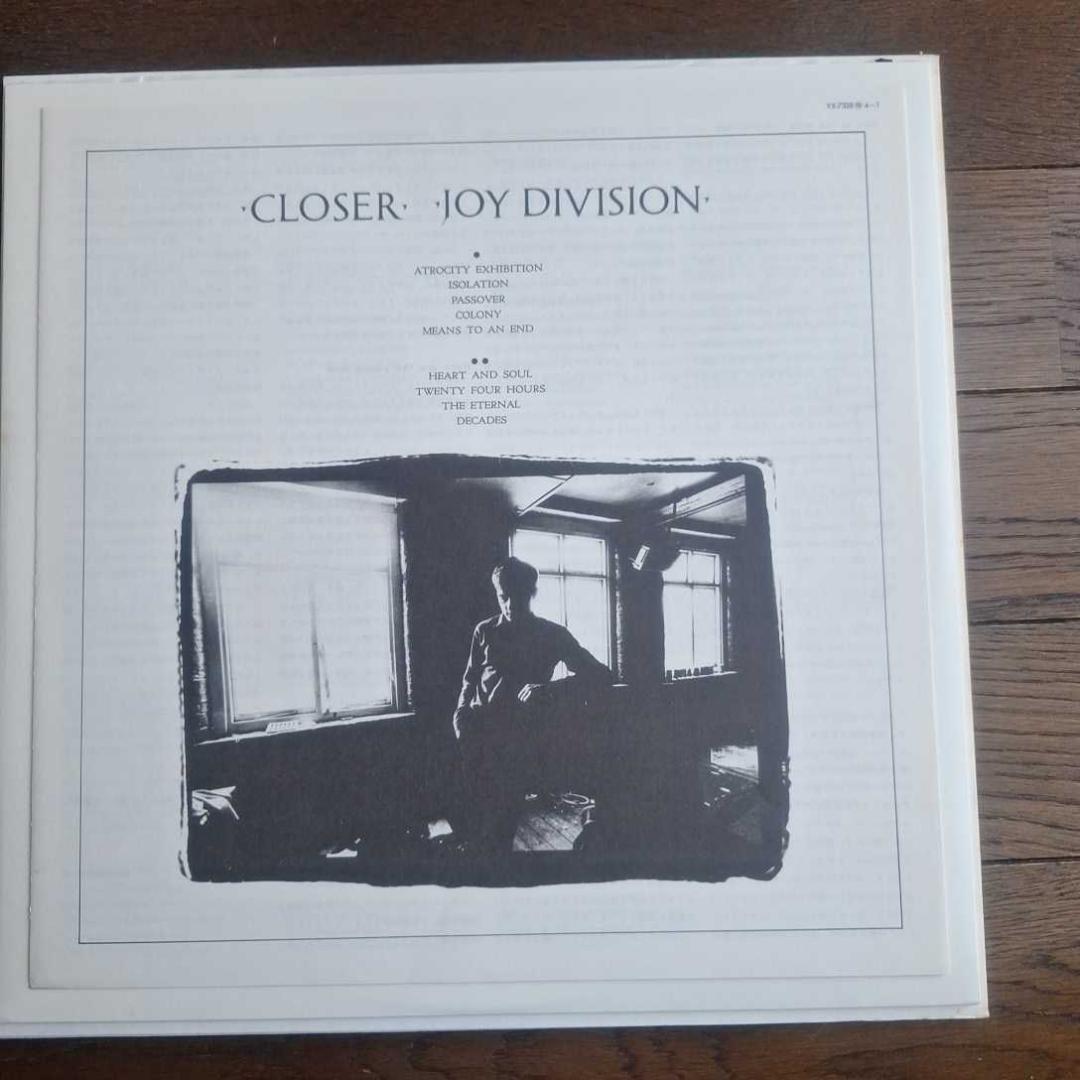 ·CLOSER· ·JOY DIVISION·
●
ATROCITY EXHIBITION
ISOLATION
PASSOVER
COLONY
MEANS TO AN END
●●
HEART AND SOUL
TWENTY FOUR HOURS
THE ETERNAL
DECADES